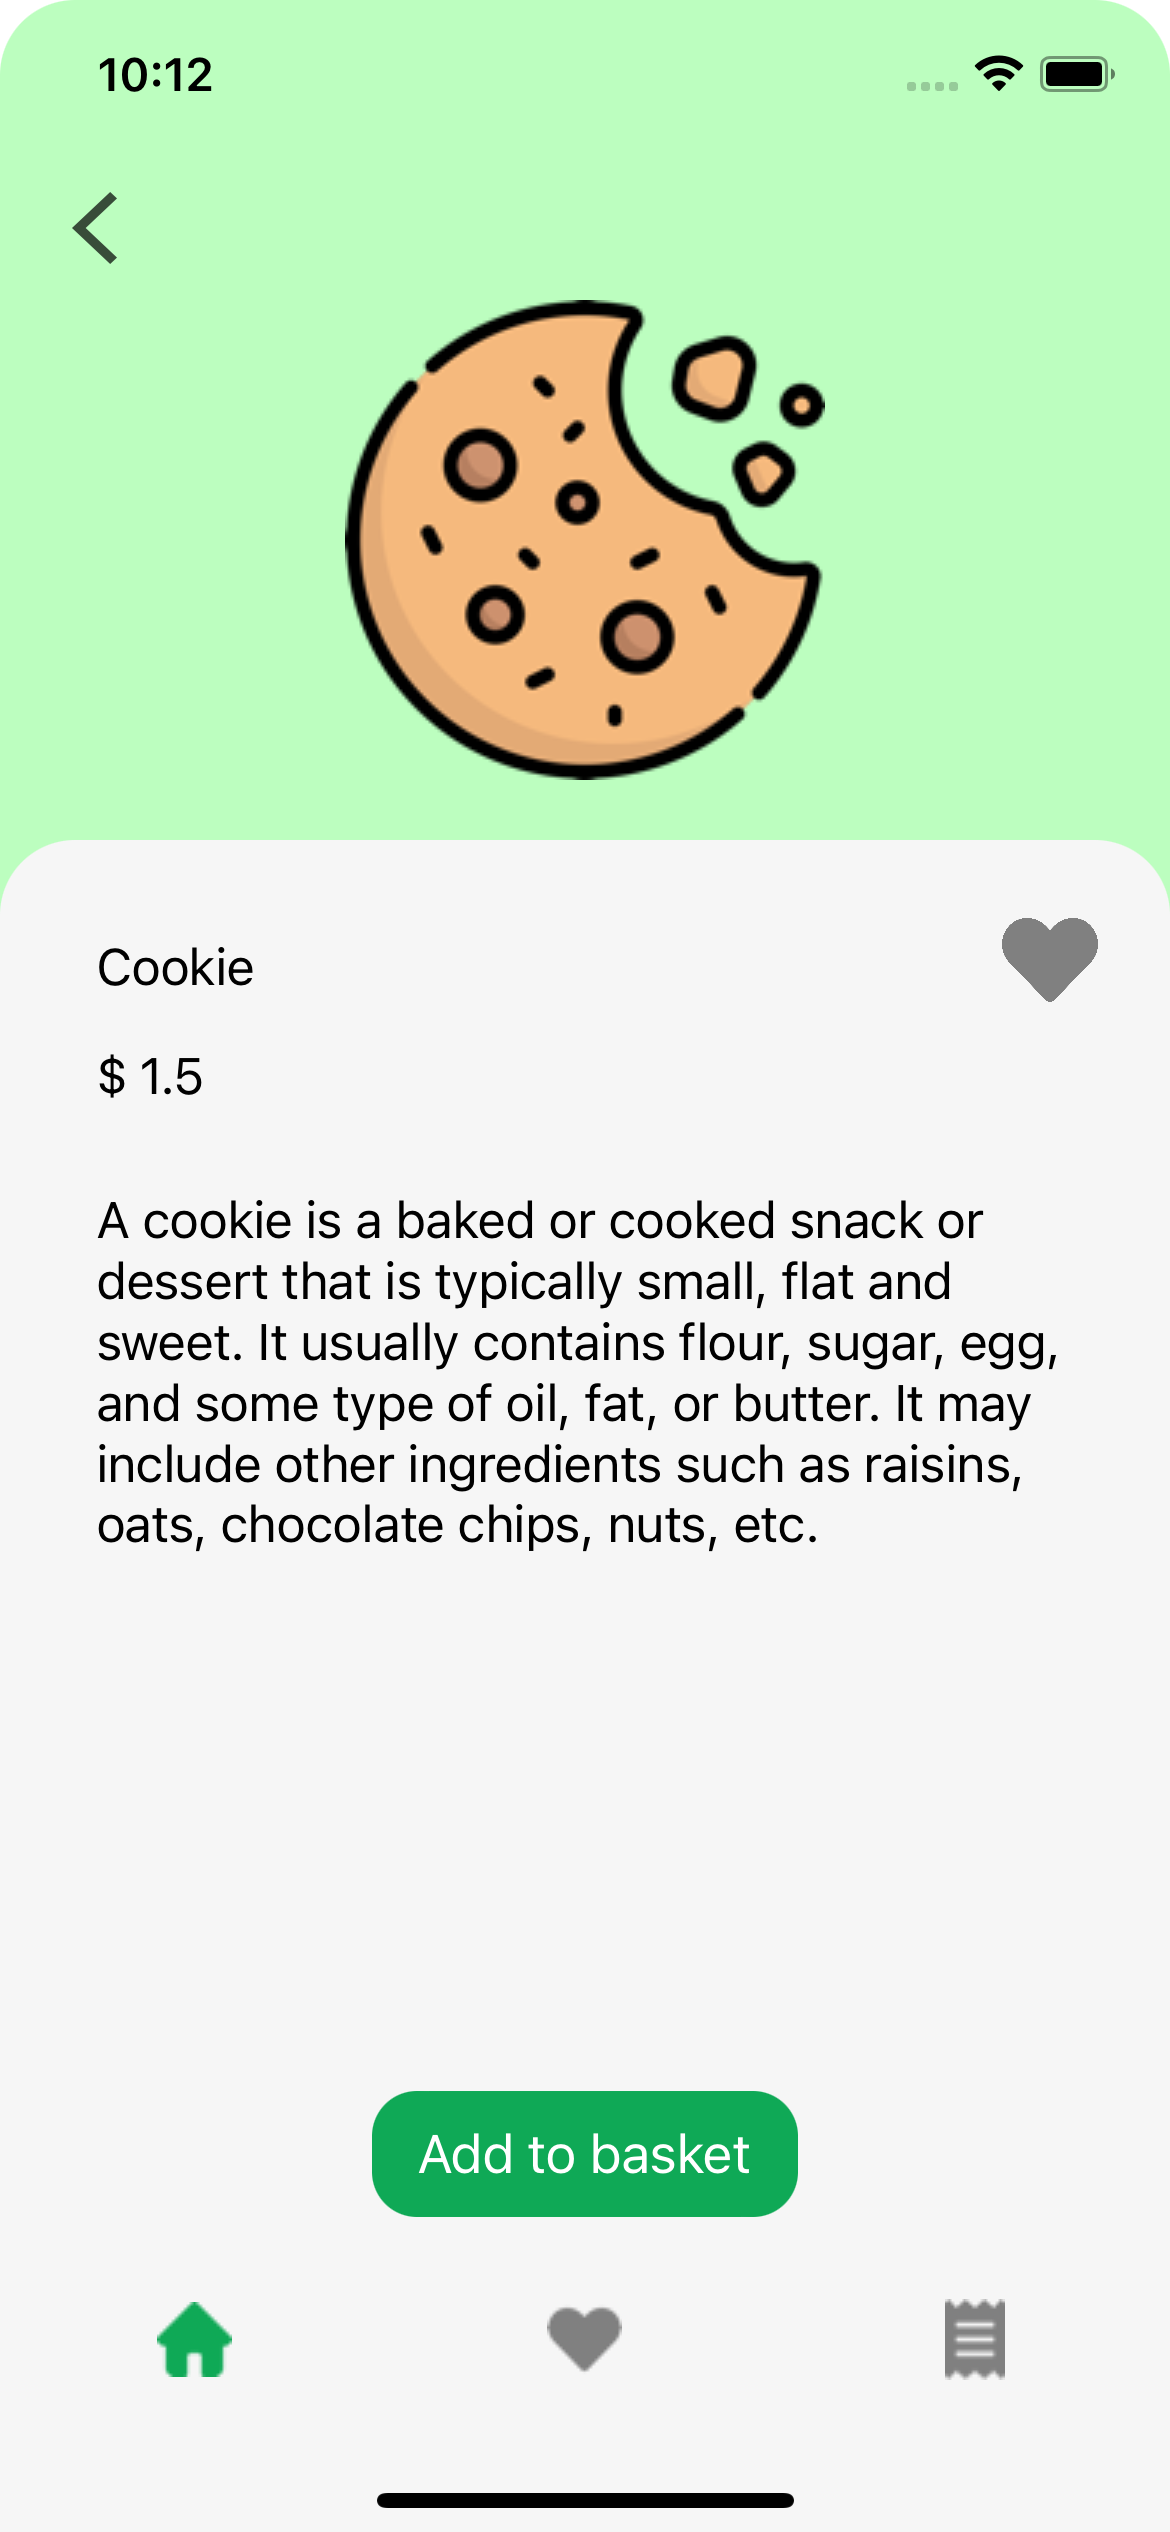 10:12
Cookie
$ 1.5
A cookie is a baked or cooked snack or
dessert that is typically small, flat and
sweet. It usually contains flour, sugar, egg,
and some type of oil, fat, or butter. It may
include other ingredients such as raisins,
oats, chocolate chips, nuts, etc.
Add to basket